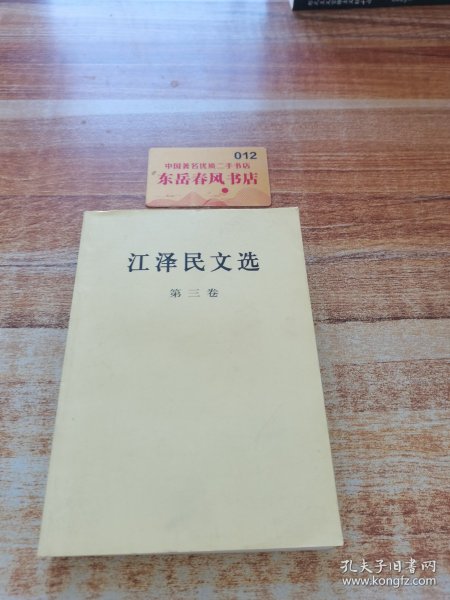 012
中国著名优质二手书店
东岳春风书店
江泽民文选
第三卷
孔夫子旧书网
www.kongfz.com